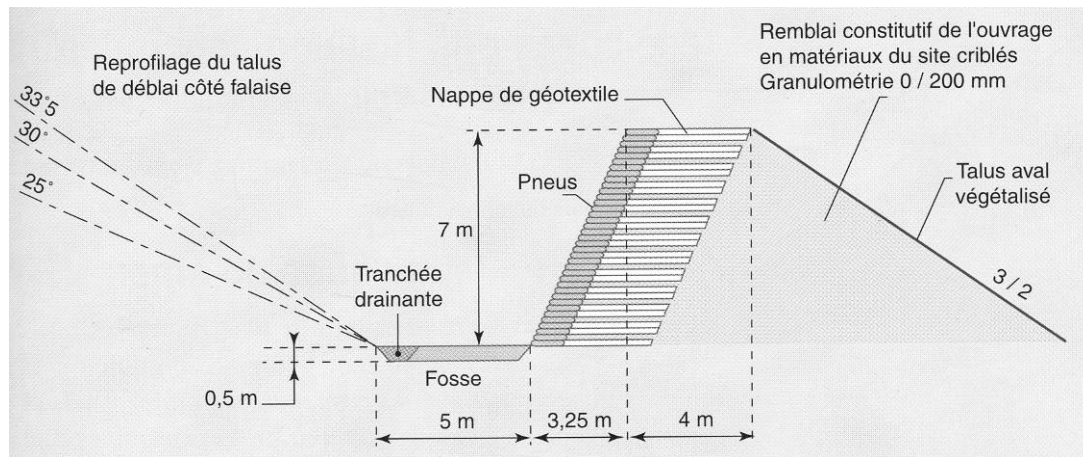 Reprofilage du talus
de déblai côté falaise
33°5
30°
25°
Remblai constitutif de l'ouvrage
en matériaux du site criblés
Granulométrie 0 / 200 mm
Nappe de géotextile
Pneus
7 m
Talus aval
végétalisé
3 / 2
Tranchée
drainante
Fosse
0,5 m
5 m
3,25 m
4 m